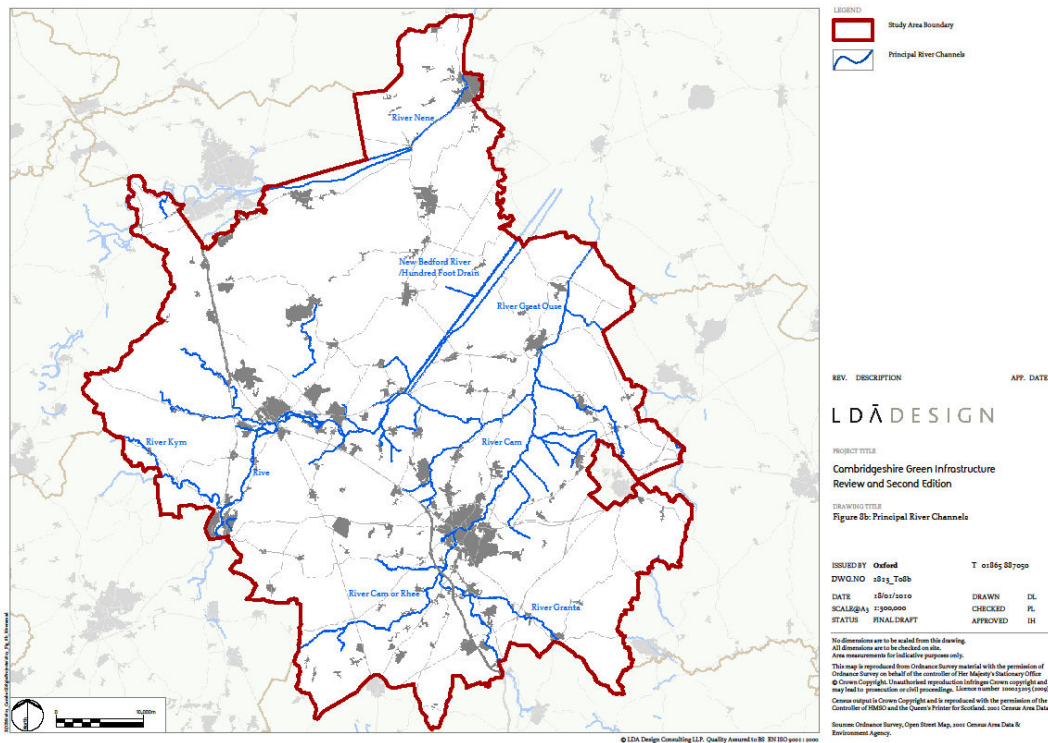 River Nene
New Bedford River
/Hundred Foot Drain
River Great Ouse
River Kym
Rive
River Cam
River Cam or Rhee
River Granta
10,000m
© LDA Design Consulting LLP. Quality Assured to BS EN ISO 9001 : 2000
LEGEND
Study Area Boundary
Principal River Channels
REV. DESCRIPTION APP. DATE
LDĀDESIGN
PROJECT TITLE
Cambridgeshire Green Infrastructure
Review and Second Edition
DRAWING TITLE
Figure 8b: Principal River Channels
ISSUED BY Oxford T 01865 887050
DWG.NO 2823_T08b
DATE 18/01/2010 DRAWN DL
SCALE@A3 1:300,000 CHECKED PL
STATUS FINAL DRAFT APPROVED IH
No dimensions are to be scaled from this drawing.
All dimensions are to be checked on site.
Area measurements for indicative purposes only.
This map is reproduced from Ordnance Survey material with the permission of
Ordnance Survey on behalf of the controller of Her Majesty's Stationary Office
© Crown Copyright. Unauthorised reproduction infringes Crown copyright and
may lead to prosecution or civil proceedings. Licence number
Census output is Crown Copyright and is reproduced with the permission of the
Controller of HMSO and the Queen's Printer for Scotland. 2001 Census Area Data
Sources: Ordnance Survey, Open Street Map, 2001 Census Area Data &
Environment Agency.